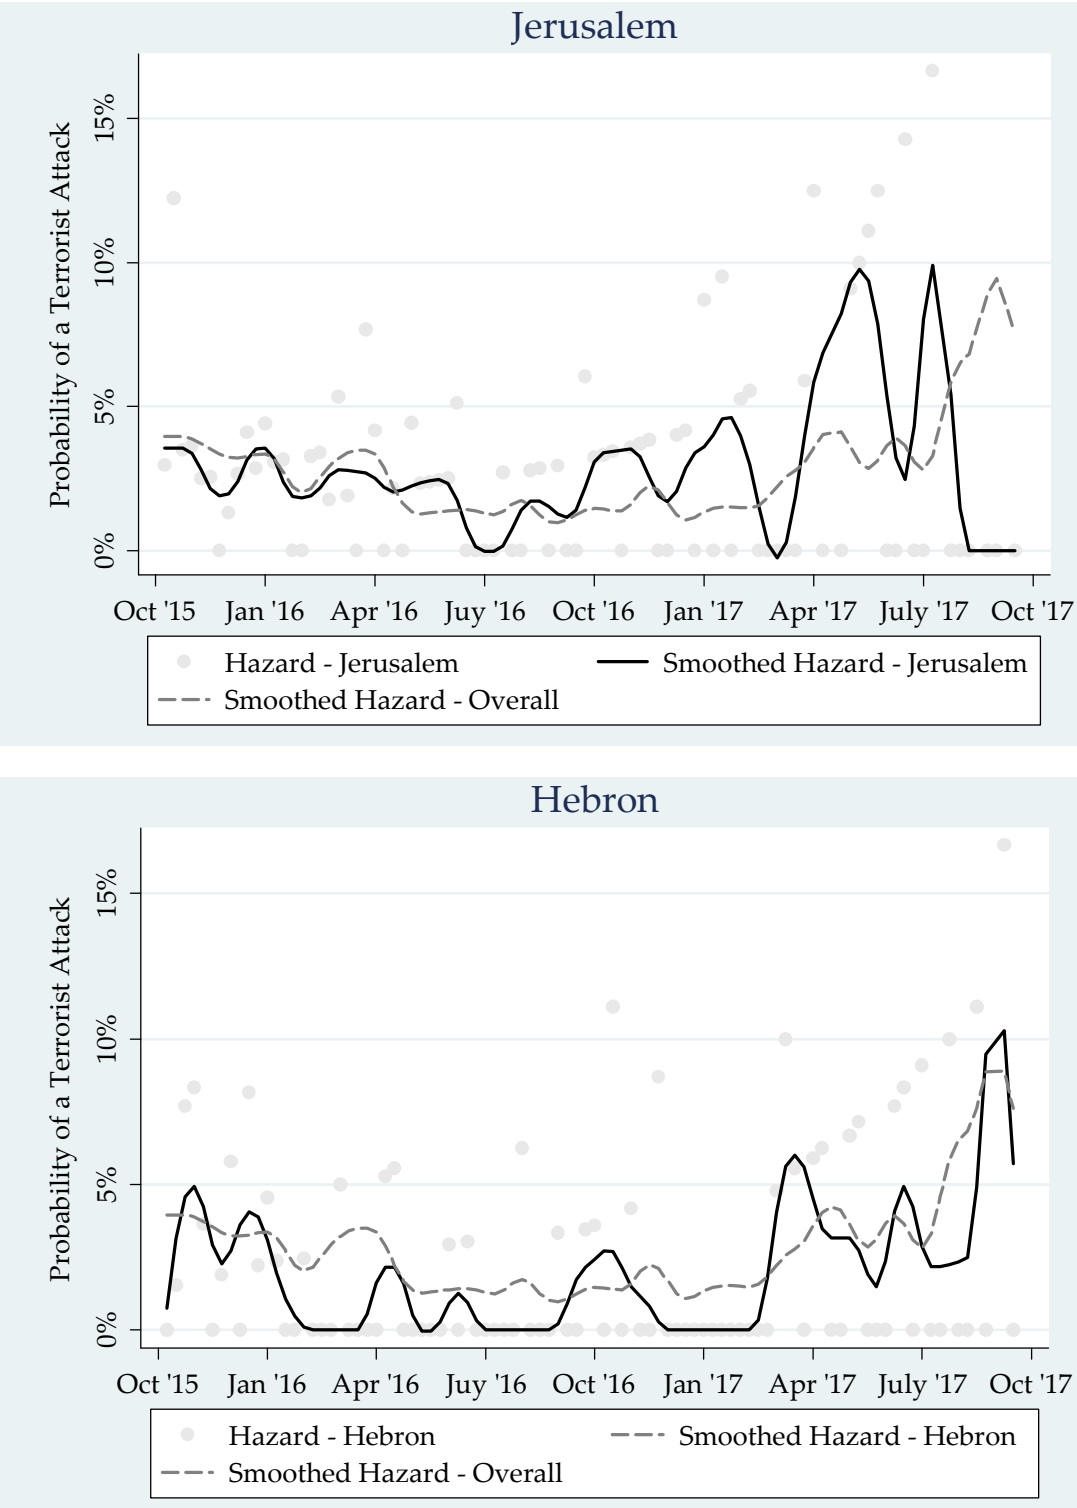 Jerusalem
Probability of a Terrorist Attack
15%
10%
5%
0%
Oct '15 Jan '16 Apr '16 Juy '16 Oct '16 Jan '17 Apr '17 July '17 Oct '17
Hazard - Jerusalem Smoothed Hazard - Jerusalem
Smoothed Hazard - Overall
Hebron
Probability of a Terrorist Attack
15%
10%
5%
0%
Oct '15 Jan '16 Apr '16 Juy '16 Oct '16 Jan '17 Apr '17 July '17 Oct '17
Hazard - Hebron Smoothed Hazard - Hebron
Smoothed Hazard - Overall